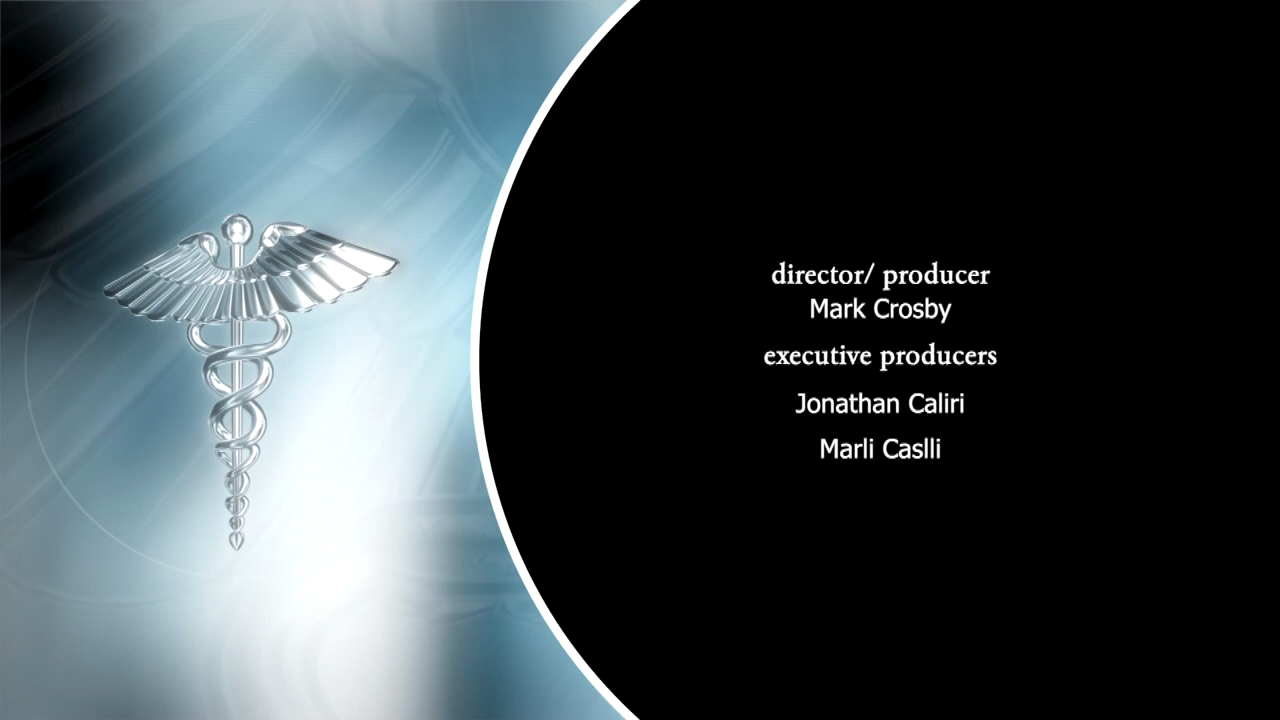 director/ producer
Mark Crosby
executive producers
Jonathan Caliri
Marli Caslli